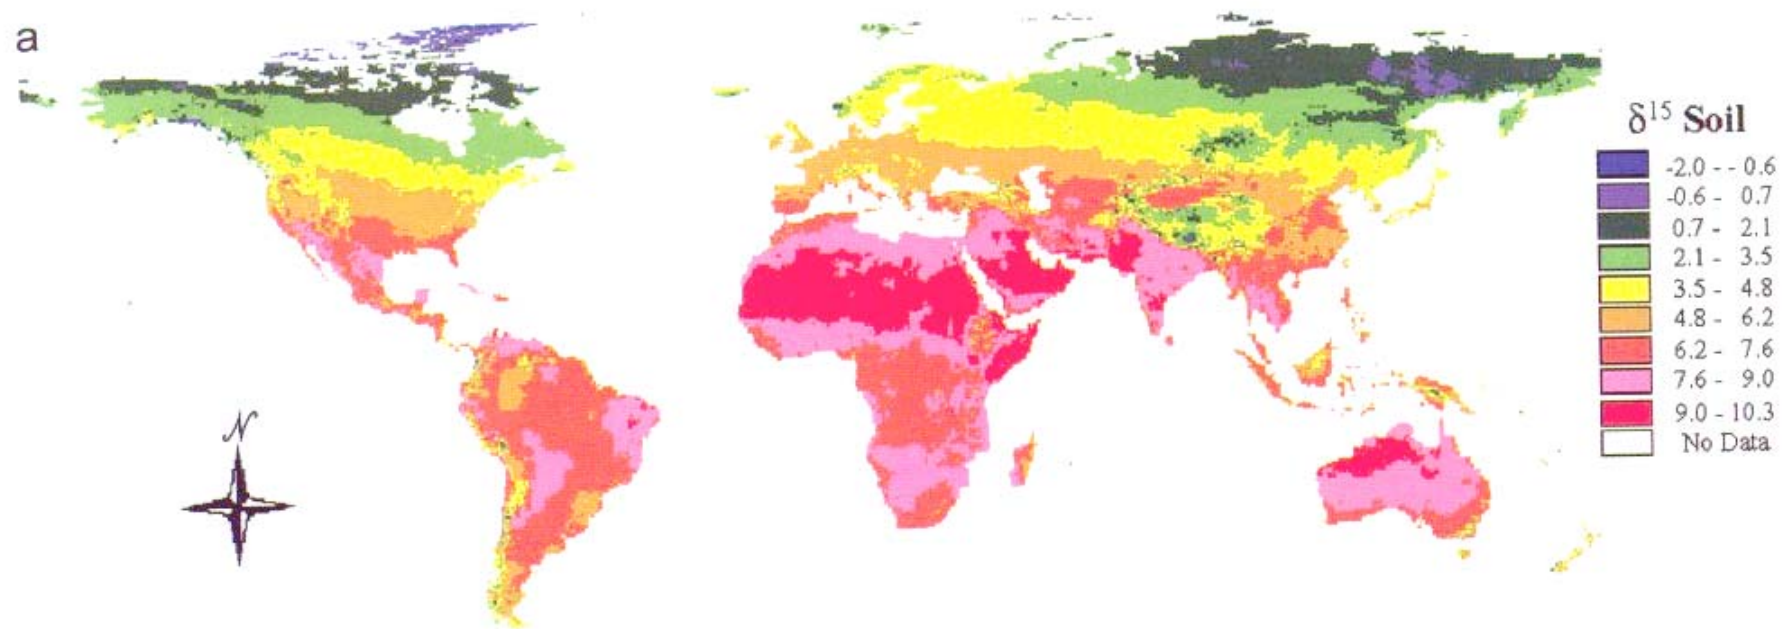 a
N
δ¹⁵ Soil
-2.0 - - 0.6
-0.6 - 0.7
0.7 - 2.1
2.1 - 3.5
3.5 - 4.8
4.8 - 6.2
6.2 - 7.6
7.6 - 9.0
9.0 - 10.3
No Data